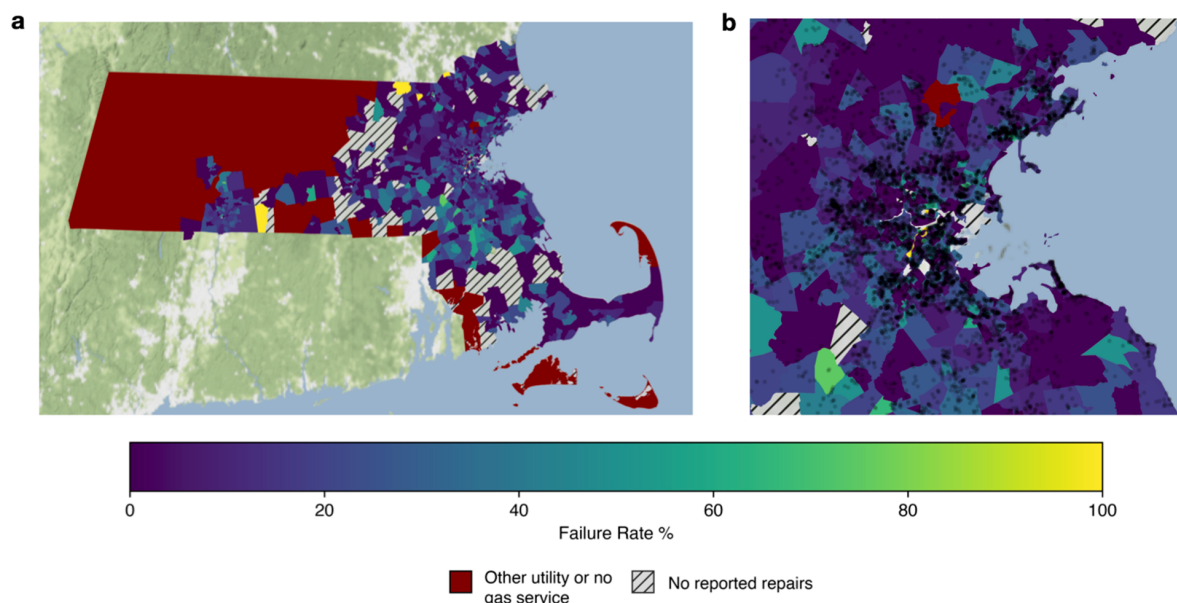 a
b
0 20 40 60 80 100
Failure Rate %
Other utility or no
gas service
No reported repairs